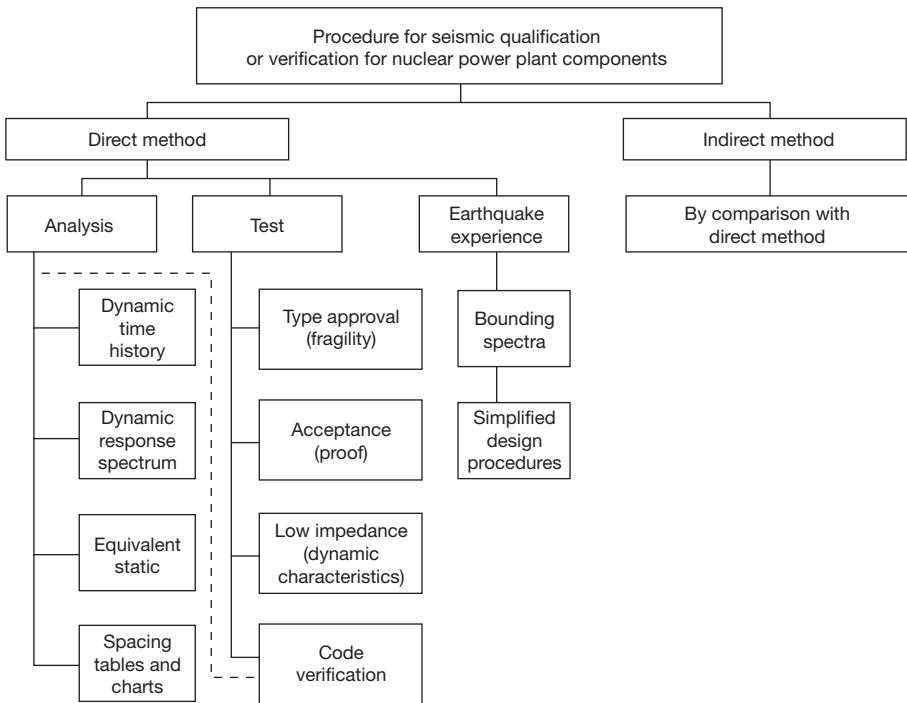 Procedure for seismic qualification
or verification for nuclear power plant components
Direct method
Indirect method
Analysis
Test
Earthquake
experience
By comparison with
direct method
Dynamic
time
history
Dynamic
response
spectrum
Equivalent
static
Spacing
tables and
charts
Type approval
(fragility)
Acceptance
(proof)
Low impedance
(dynamic
characteristics)
Code
verification
Bounding
spectra
Simplified
design
procedures